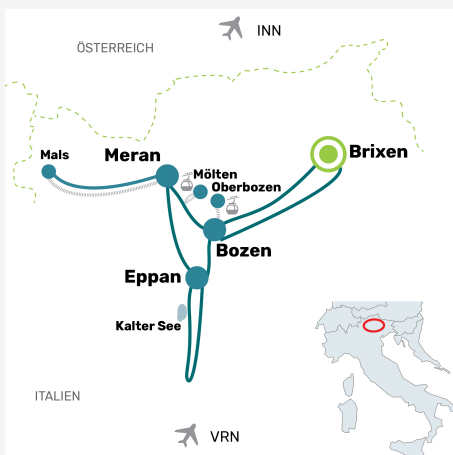 INN
ÖSTERREICH
Mals
Meran
Brixen
Mölten
Oberbozen
Bozen
Eppan
Kalter See
ITALIEN
VRN